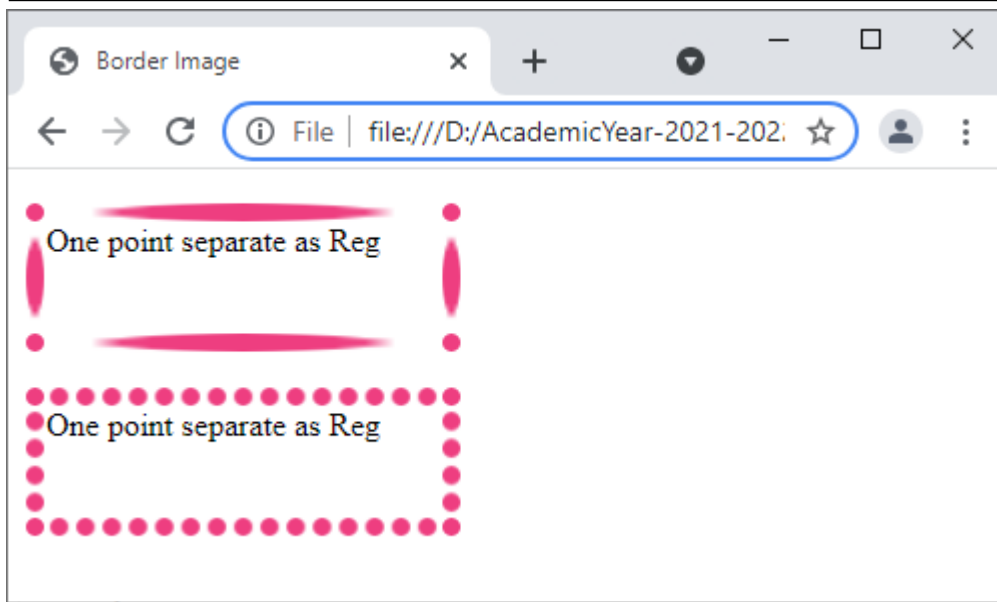 Border Image
File file:///D:/AcademicYear-2021-202
One point separate as Reg
One point separate as Reg